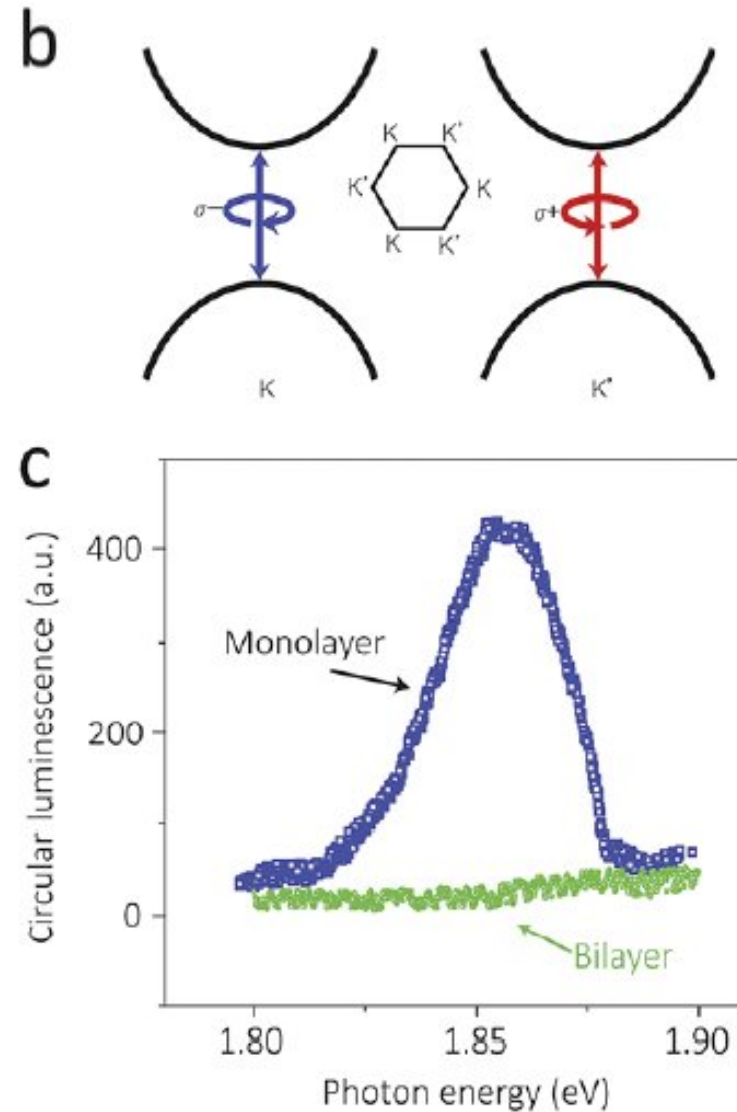 b
K K'
K' K
K K'
σ− σ+
K K'
c
Circular luminescence (a.u.)
400
200
0
Monolayer
Bilayer
1.80 1.85 1.90
Photon energy (eV)